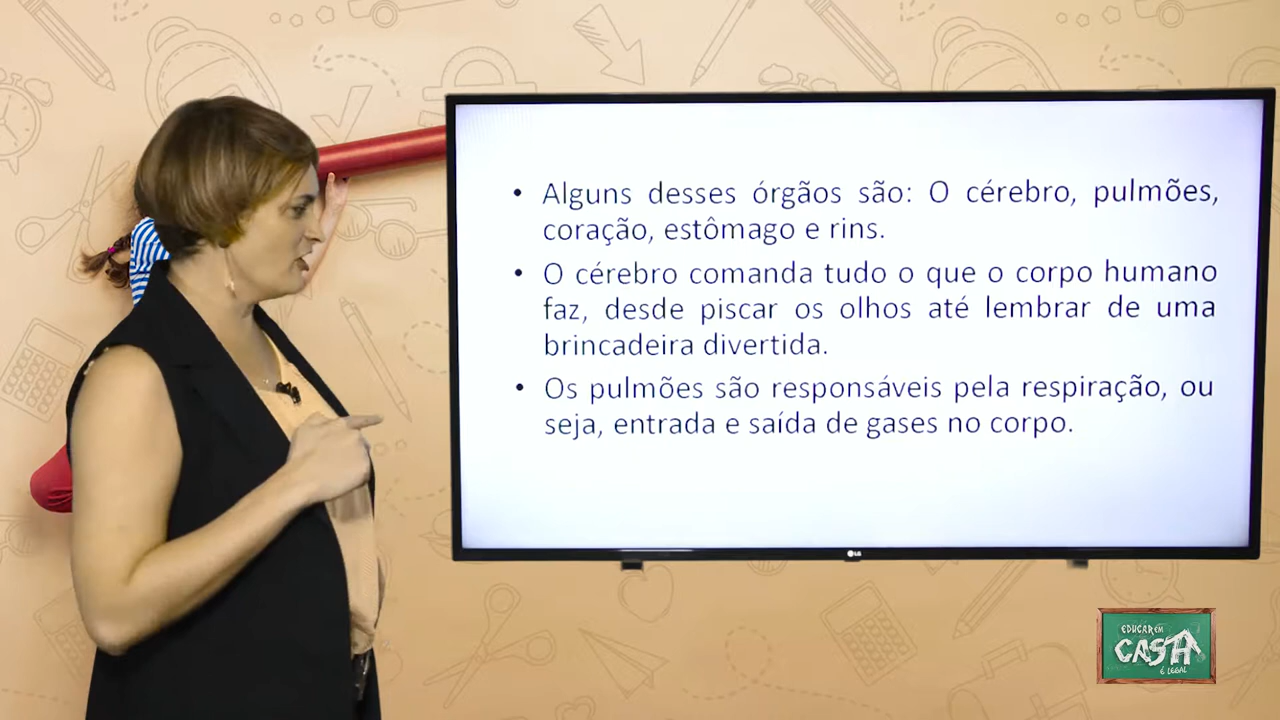 • Alguns desses órgãos são: O cérebro, pulmões,
coração, estômago e rins.
• O cérebro comanda tudo o que o corpo humano
faz, desde piscar os olhos até lembrar de uma
brincadeira divertida.
• Os pulmões são responsáveis pela respiração, ou
seja, entrada e saída de gases no corpo.
LG
EDUCAR EM
CASA
É LEGAL